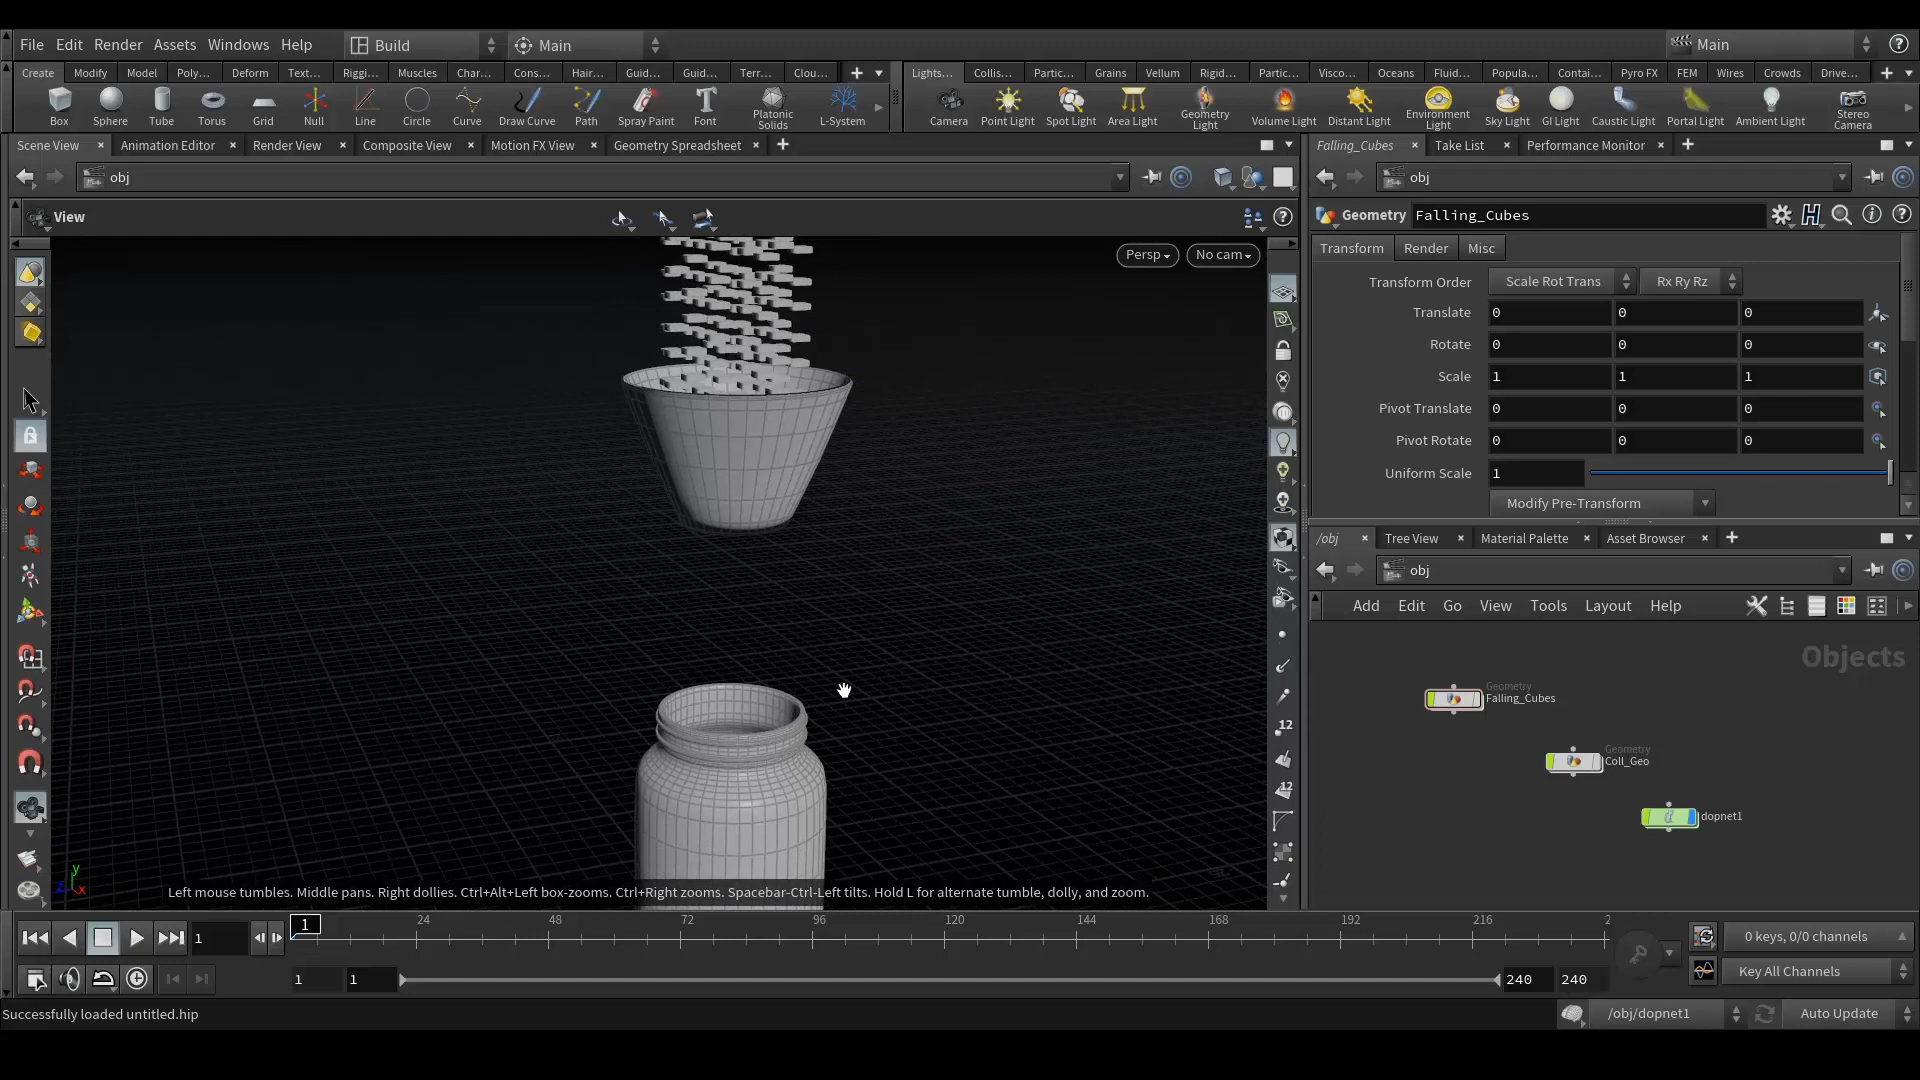 File Edit Render Assets Windows Help Build Main Main
Create Modify Model Poly... Deform Text... Riggi... Muscles Char... Cons... Hair... Guid... Guid... Terr... Clou... Lights... Collis... Partic... Grains Vellum Rigid... Partic... Visco... Oceans Fluid... Popula... Contai... Pyro FX FEM Wires Crowds Drive...
Box Sphere Tube Torus Grid Null Line Circle Curve Draw Curve Path Spray Paint Font Platonic Solids L-System Camera Point Light Spot Light Area Light Geometry Light Volume Light Distant Light Environment Light Sky Light GI Light Caustic Light Portal Light Ambient Light Stereo Camera
Scene View Animation Editor Render View Composite View Motion FX View Geometry Spreadsheet
obj
View
Persp No cam
Falling_Cubes Take List Performance Monitor
obj
Geometry Falling_Cubes
Transform Render Misc
Transform Order Scale Rot Trans Rx Ry Rz
Translate 0 0 0
Rotate 0 0 0
Scale 1 1 1
Pivot Translate 0 0 0
Pivot Rotate 0 0 0
Uniform Scale 1
Modify Pre-Transform
/obj Tree View Material Palette Asset Browser
obj
Add Edit Go View Tools Layout Help
Objects
Geometry
Falling_Cubes
Geometry
Coll_Geo
dopnet1
12
12
y
z x
Left mouse tumbles. Middle pans. Right dollies. Ctrl+Alt+Left box-zooms. Ctrl+Right zooms. Spacebar-Ctrl-Left tilts. Hold L for alternate tumble, dolly, and zoom.
1 1 24 48 72 96 120 144 168 192 216 2
0 keys, 0/0 channels
1 1 240 240 Key All Channels
Successfully loaded untitled.hip /obj/dopnet1 Auto Update